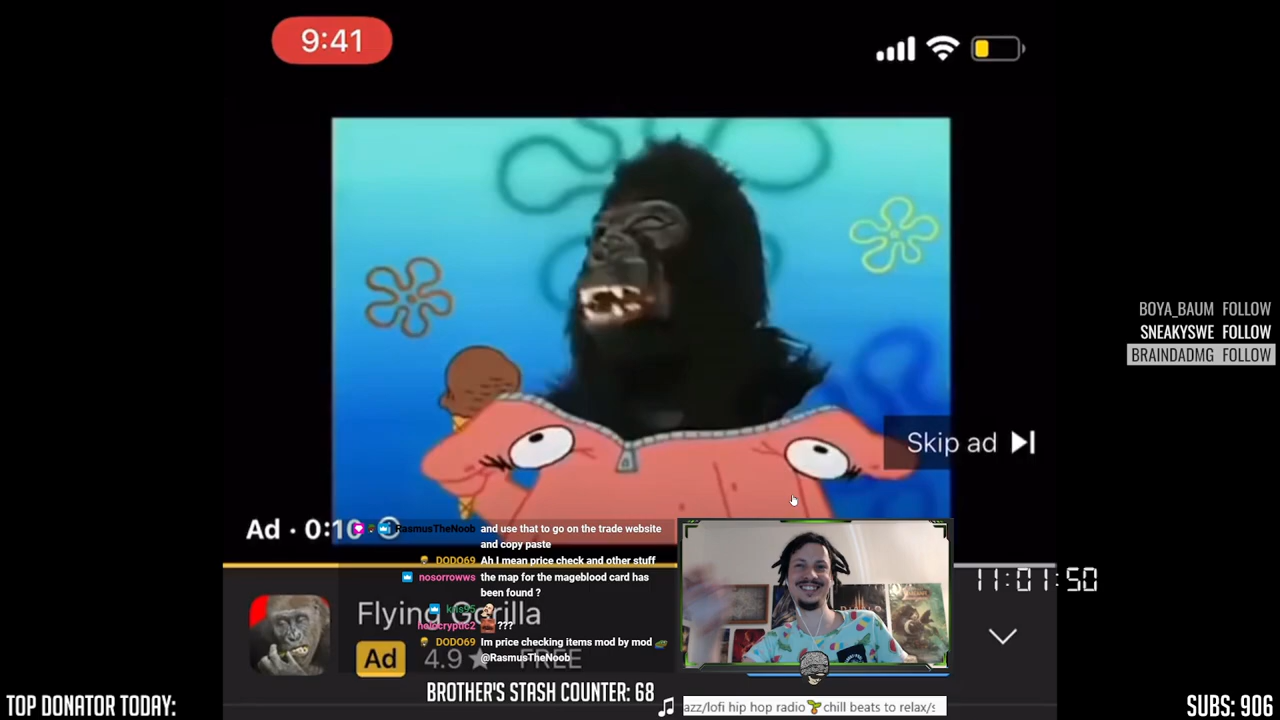 9:41
BOYA_BAUM FOLLOW
SNEAKYSWE FOLLOW
BRAINDADMG FOLLOW
Skip ad
Ad · 0:10
RasmusTheNoob and use that to go on the trade website
and copy paste
DODO69 Ah I mean price check and other stuff
nosorrowws the map for the mageblood card has
been found ?
11:01:50
Flying Gorilla
???
DODO69 Im price checking items mod by mod
@RasmusTheNoob
Ad 4.9 ★ FREE
BROTHER'S STASH COUNTER: 68
TOP DONATOR TODAY:
azz/lofi hip hop radio🌱chill beats to relax/s
SUBS: 906